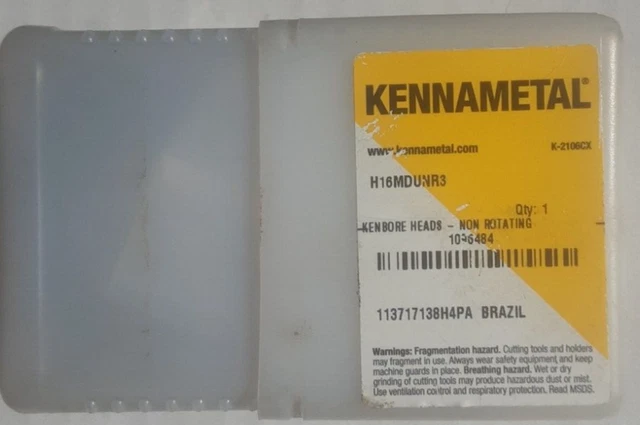 KENNAMETAL®
www.kennametal.com K-2106CX
H16MDUNR3
Qty: 1
KENBORE HEADS - NON ROTATING
113717138H4PA BRAZIL
Warnings: Fragmentation hazard. Cutting tools and holders
may fragment in use. Always wear safety equipment and keep
machine guards in place. Breathing hazard. Wet or dry
grinding of cutting tools may produce hazardous dust or mist.
Use ventilation control and respiratory protection. Read MSDS.